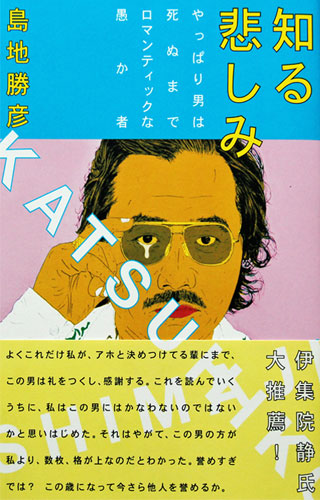 知る
悲しみ
やっぱり男は
死ぬまで
ロマンティックな
愚か者
島地勝彦
KATSU
伊集院静氏
大推薦！
よくこれだけ私が、アホと決めつけてる輩にまで、
この男は礼をつくし、感謝する。これを読んでいく
うちに、私はこの男にはかなわないのではない
かと思いはじめた。それはやがて、この男の方が
私より、数枚、格が上なのだとわかった。誉めすぎ
では？　この歳になって今さら他人を誉めるか。